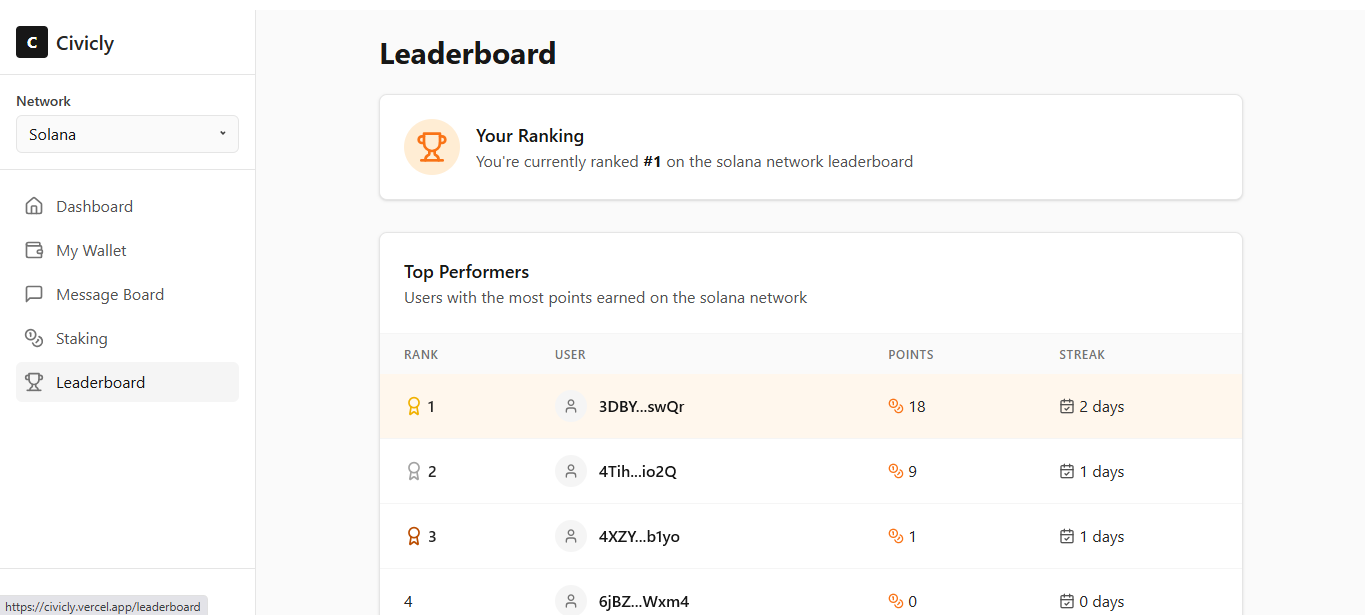 C Civicly
Network
Solana
Dashboard
My Wallet
Message Board
Staking
Leaderboard
https://civicly.vercel.app/leaderboard
Leaderboard
Your Ranking
You're currently ranked #1 on the solana network leaderboard
Top Performers
Users with the most points earned on the solana network
RANK USER POINTS STREAK
1 3DBY...swQr 18 2 days
2 4Tih...io2Q 9 1 days
3 4XZY...b1yo 1 1 days
4 6jBZ...Wxm4 0 0 days